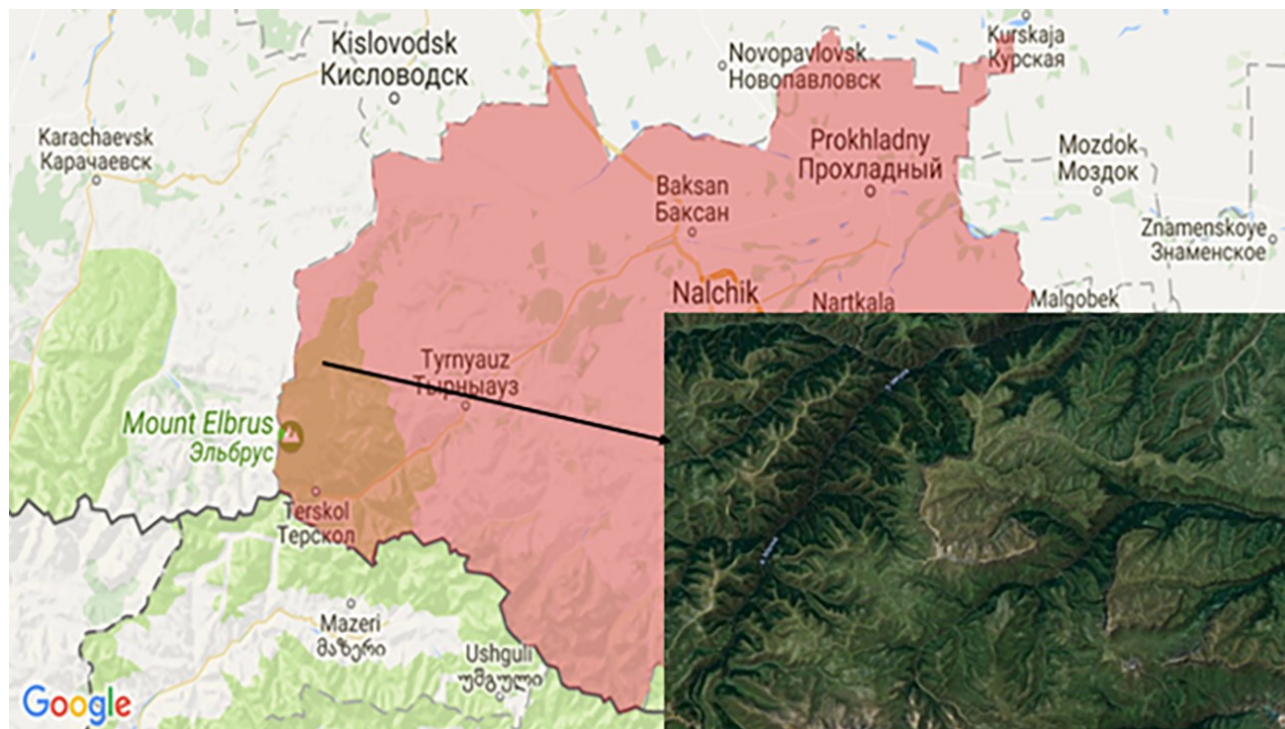 Kislovodsk
Кисловодск
Novopavlovsk
Новопавловск
Kurskaja
Курская
Karachaevsk
Карачаевск
Prokhladny
Прохладный
Mozdok
Моздок
Baksan
Баксан
Znamenskoye
Знаменское
Nalchik
Nartkala
Malgobek
Tyrnyauz
Тырныауз
Mount Elbrus
Эльбрус
Terskol
Терскол
Mazeri
მაზერი
Ushguli
უშგული
Google